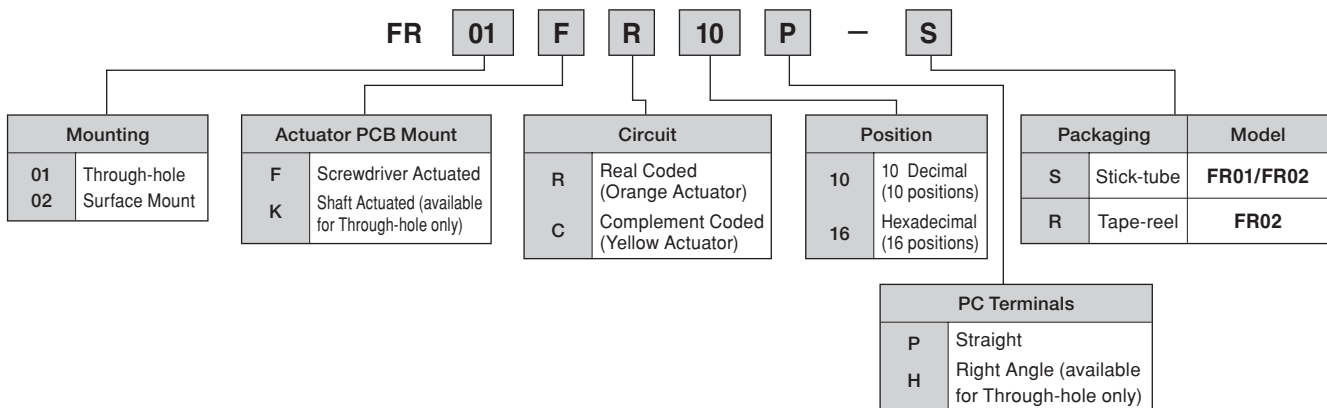 FR 01 F R 10 P – S
Mounting
01 Through-hole
02 Surface Mount
Actuator PCB Mount
F Screwdriver Actuated
K Shaft Actuated (available
for Through-hole only)
Circuit
R Real Coded
(Orange Actuator)
C Complement Coded
(Yellow Actuator)
Position
10 10 Decimal
(10 positions)
16 Hexadecimal
(16 positions)
Packaging Model
S Stick-tube FR01/FR02
R Tape-reel FR02
PC Terminals
P Straight
H Right Angle (available
for Through-hole only)